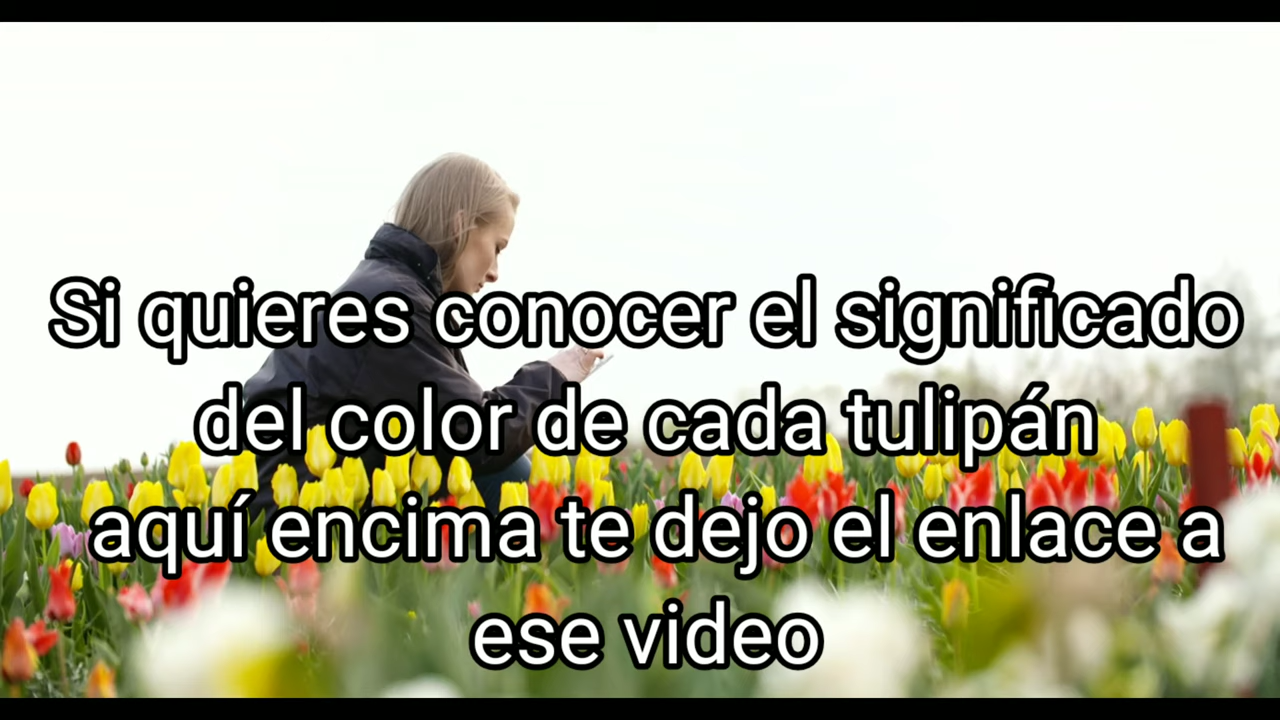 Si quieres conocer el significado
del color de cada tulipán
aquí encima te dejo el enlace a
ese video